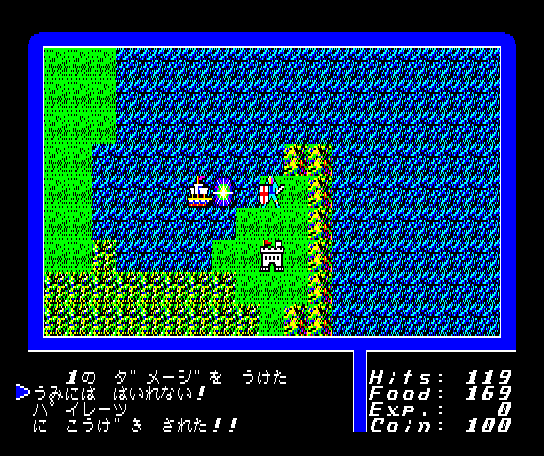 1の ダメージを うけた
うみには はいれない!
パイレーツ
に こうげき された!!
Hits: 119
Food: 169
Exp.: 0
Coin: 100